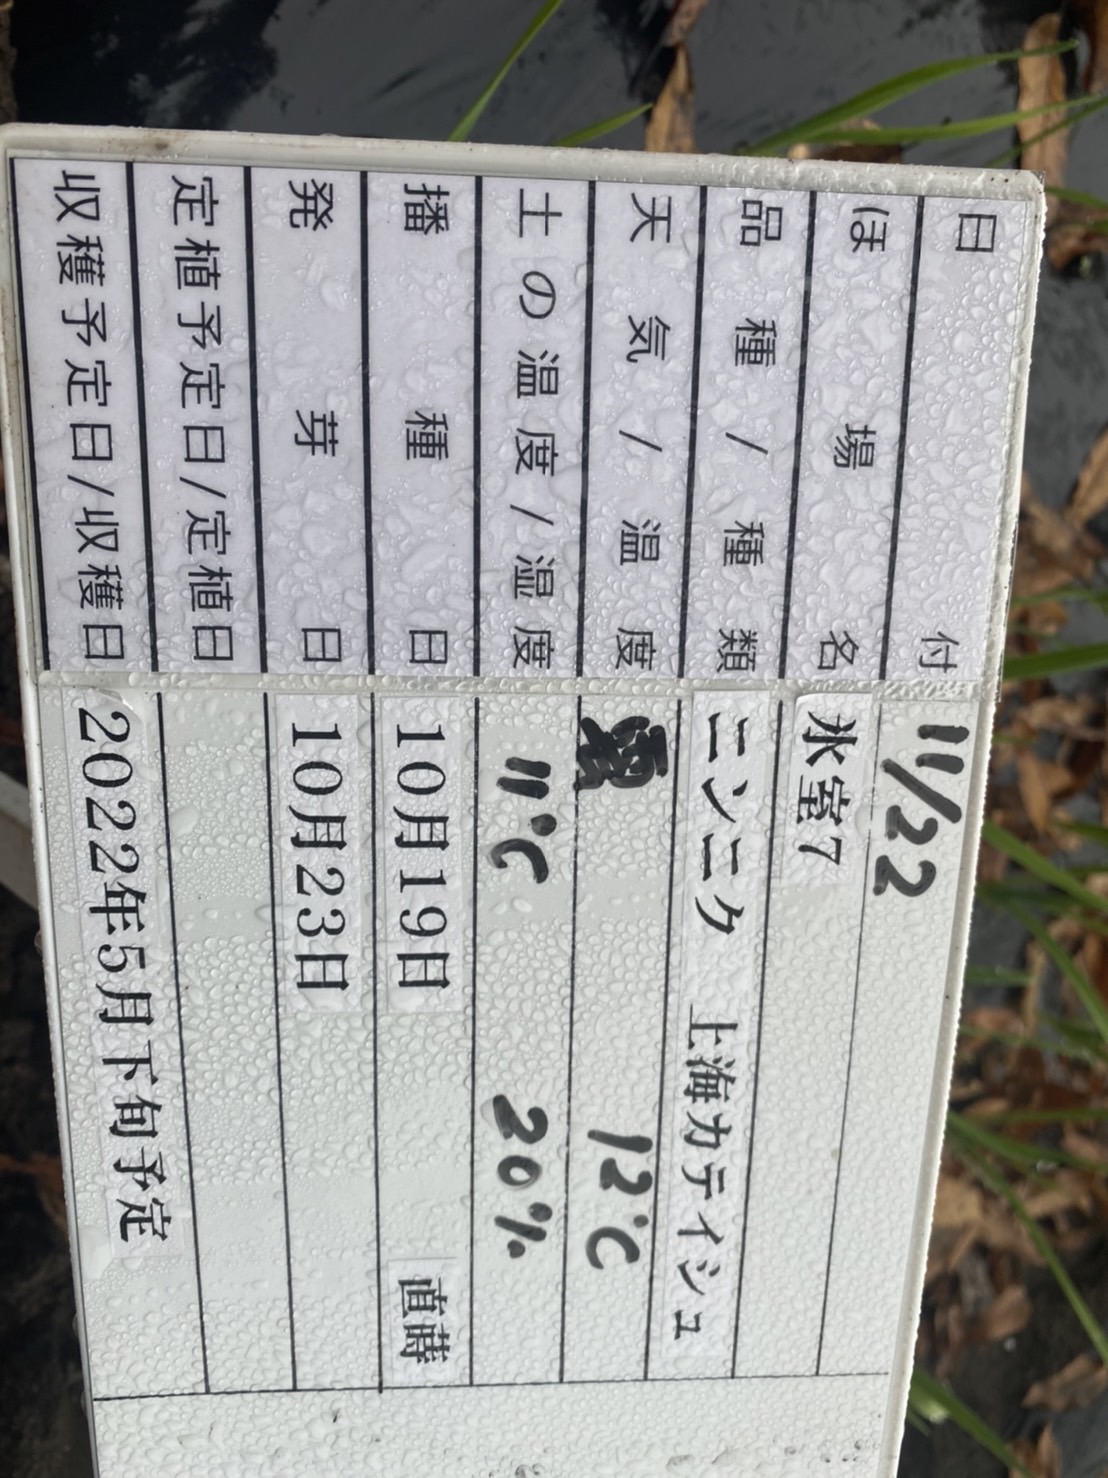 日付 11/22
ほ場名 氷室7
品種/種類 ニンニク 上海カテイシュ
天気/温度 曇 12℃
土の温度/湿度 11℃ 20%
播種日 10月19日 直蒔
発芽日 10月23日
定植予定日/定植日
収穫予定日/収穫日 2022年5月下旬予定